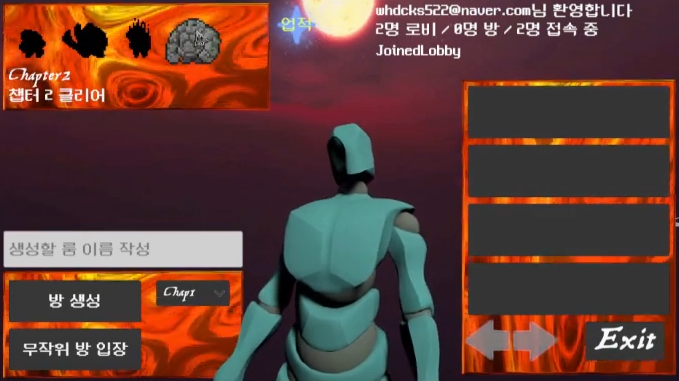 업적
whdcks522@naver.com님 환영합니다
2명 로비 / 0명 방 / 2명 접속 중
JoinedLobby
Chapter2
챕터 2 클리어
생성할 룸 이름 작성
방 생성
Chap1
무작위 방 입장
Exit